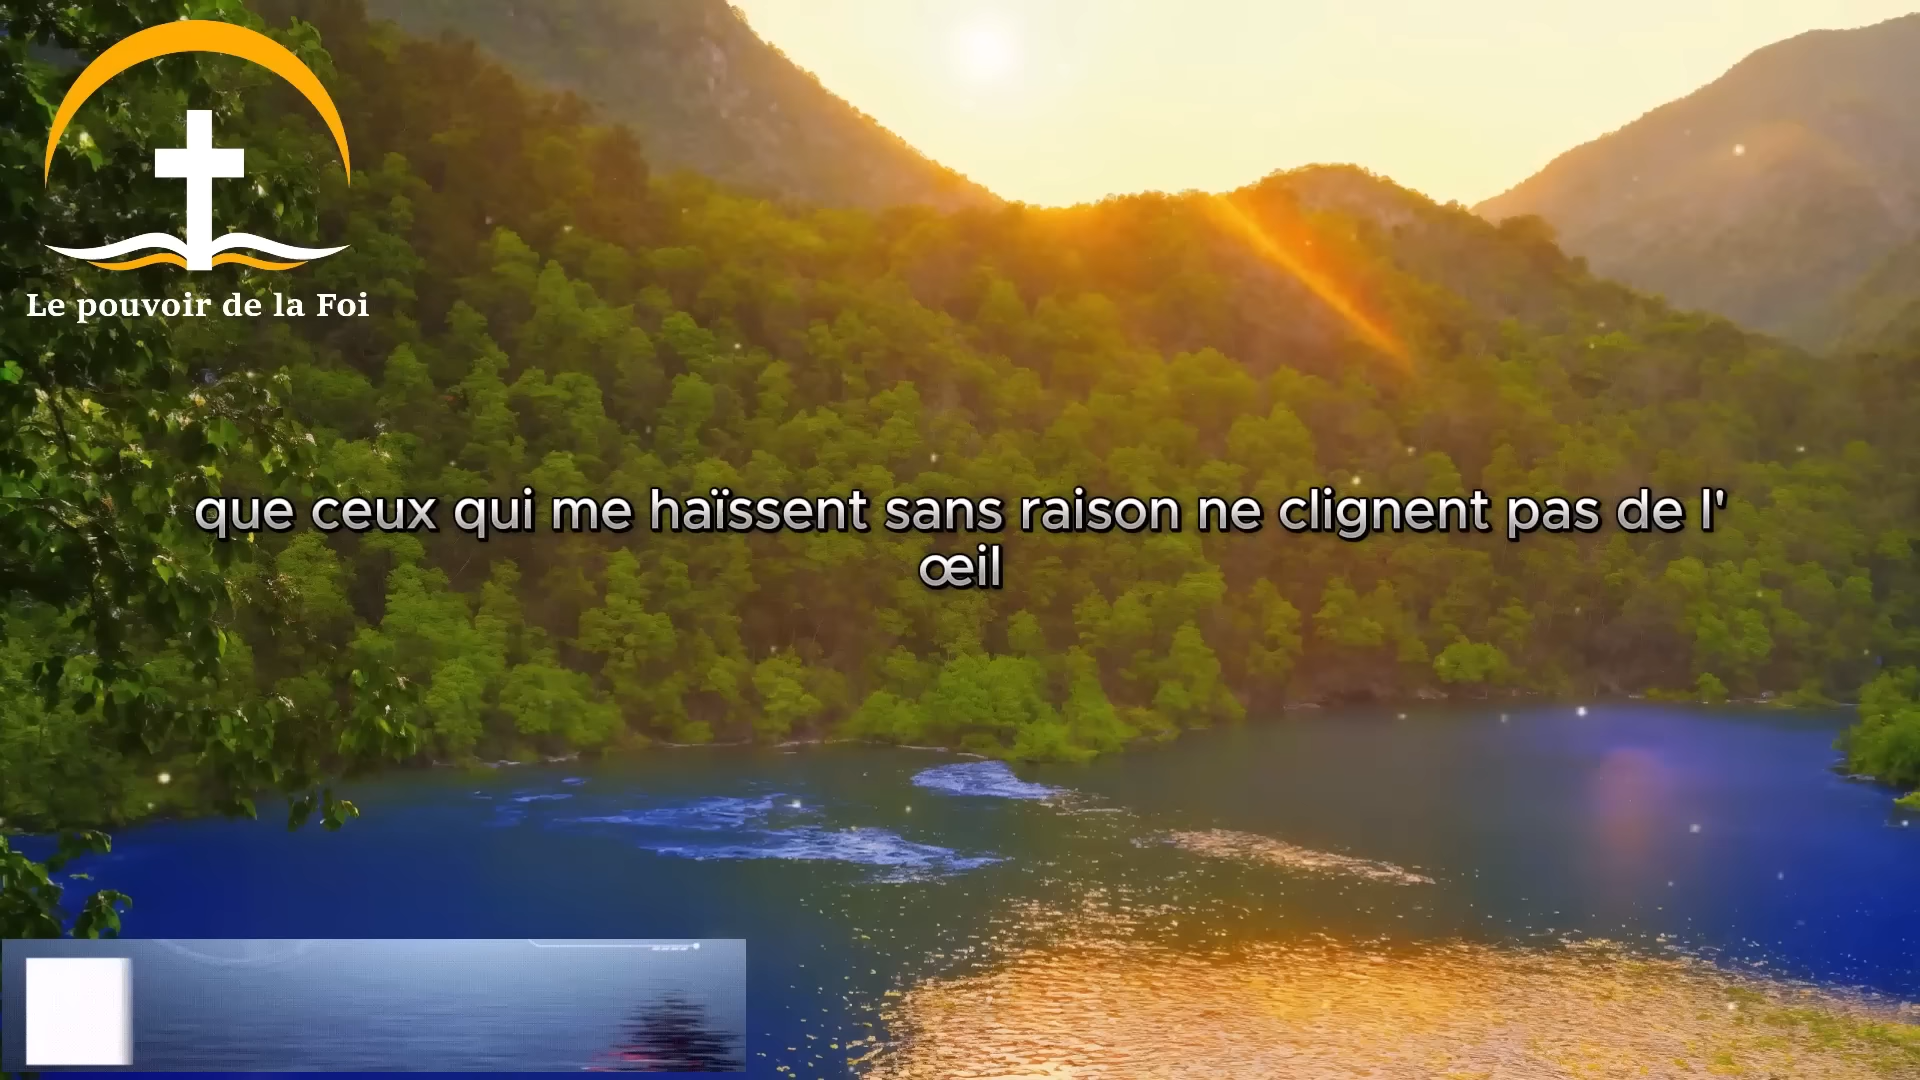 Le pouvoir de la Foi
que ceux qui me haïssent sans raison ne clignent pas de l'
œil